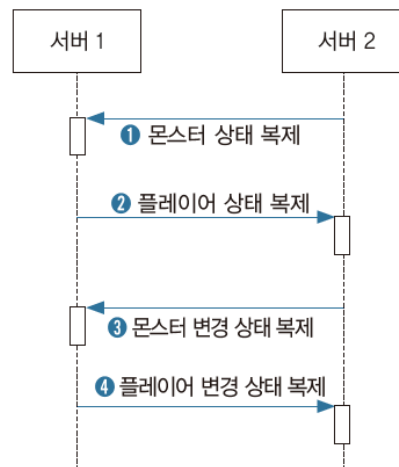 서버 1
서버 2
❶ 몬스터 상태 복제
❷ 플레이어 상태 복제
❸ 몬스터 변경 상태 복제
❹ 플레이어 변경 상태 복제